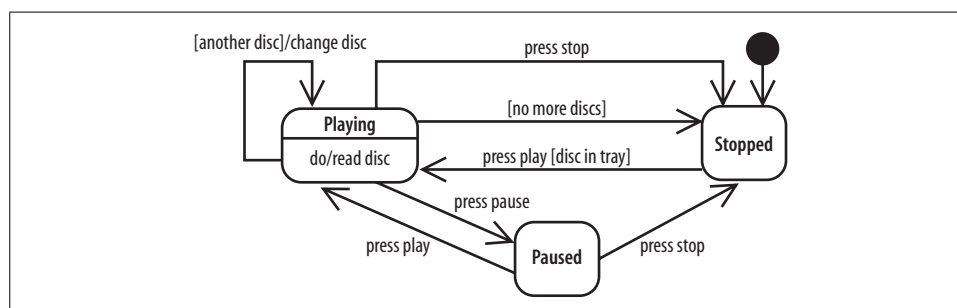 [another disc]/change disc
press stop
[no more discs]
Playing
do/read disc
Stopped
press play [disc in tray]
press pause
press play
Paused
press stop